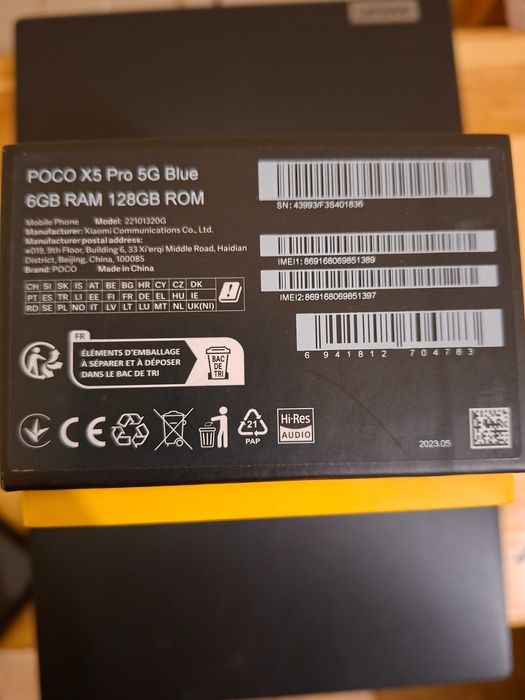 POCO X5 Pro 5G Blue
6GB RAM 128GB ROM
Mobile Phone Model: 22101320G
Manufacturer: Xiaomi Communications Co., Ltd.
Manufacturer postal address:
#019, 9th Floor, Building 6, 33 Xi'erqi Middle Road, Haidian
District, Beijing, China, 100085
Brand: POCO Made in China
SN: 43993/F3S401836
IMEI1: 869168069851389
IMEI2: 869168069851397
6 941812 704783
CH SI SK IS AT BE BG HR CY CZ DK
PT ES TR LI EE FI FR DE EL HU IE
RO SE PL NO IT LV LT LU MT NL UK(NI)
FR
ÉLÉMENTS D'EMBALLAGE
À SÉPARER ET À DÉPOSER
DANS LE BAC DE TRI
BAC
DE
TRI
CE
21
PAP
Hi-Res
AUDIO
2023.05